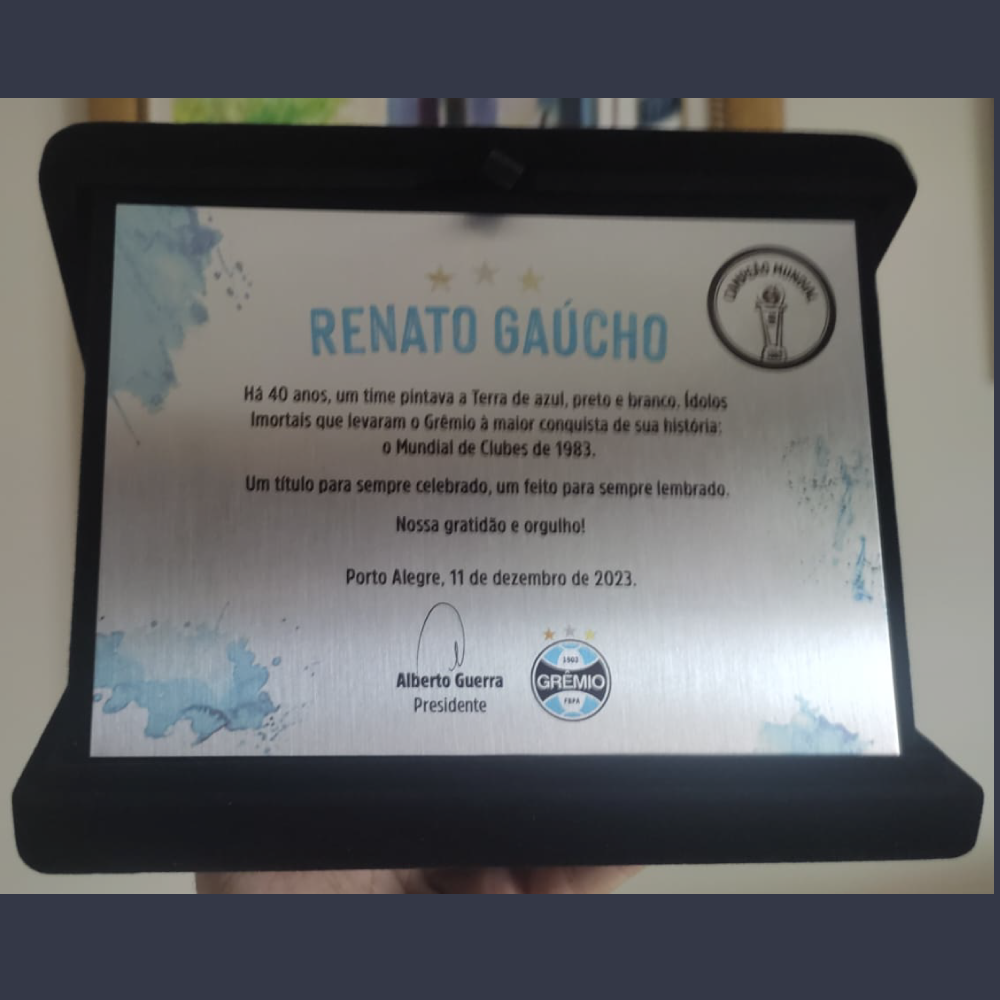 CAMPEÃO MUNDIAL
RENATO GAÚCHO
Há 40 anos, um time pintava a Terra de azul, preto e branco. Ídolos
Imortais que levaram o Grêmio à maior conquista de sua história:
o Mundial de Clubes de 1983.
Um título para sempre celebrado, um feito para sempre lembrado.
Nossa gratidão e orgulho!
Porto Alegre, 11 de dezembro de 2023.
Alberto Guerra
Presidente
1903
GRÊMIO
FBPA